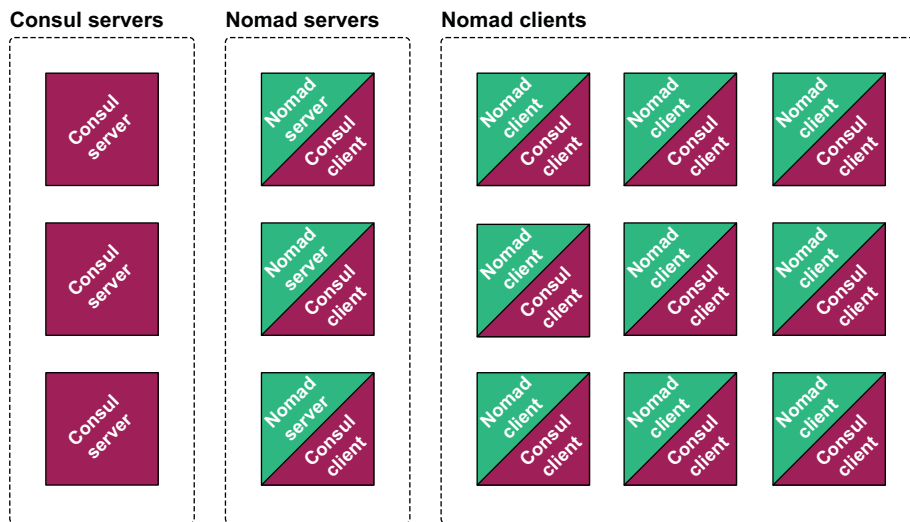 Consul servers
Nomad servers
Nomad clients
Consul
server
Nomad
server
Consul
client
Nomad
client
Consul
client
Nomad
client
Consul
client
Nomad
client
Consul
client
Consul
server
Nomad
server
Consul
client
Nomad
client
Consul
client
Nomad
client
Consul
client
Nomad
client
Consul
client
Consul
server
Nomad
server
Consul
client
Nomad
client
Consul
client
Nomad
client
Consul
client
Nomad
client
Consul
client